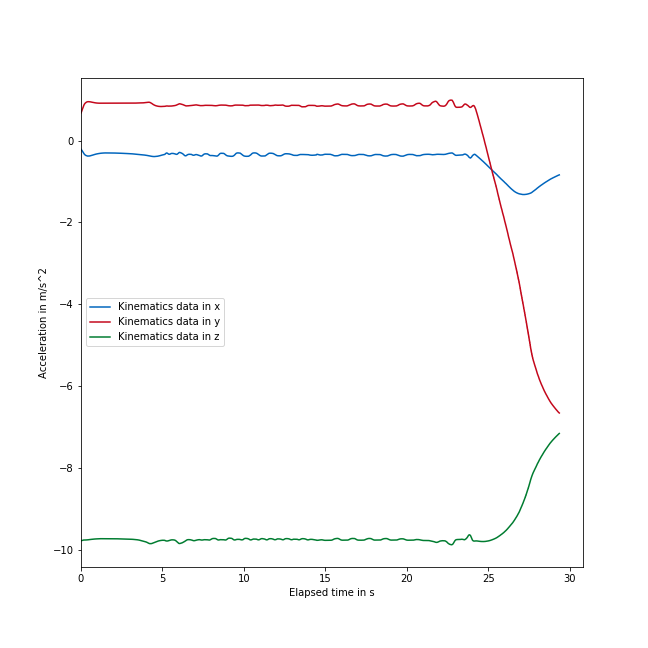 0
−2
−4
−6
−8
−10
Acceleration in m/s^2
Kinematics data in x
Kinematics data in y
Kinematics data in z
0 5 10 15 20 25 30
Elapsed time in s